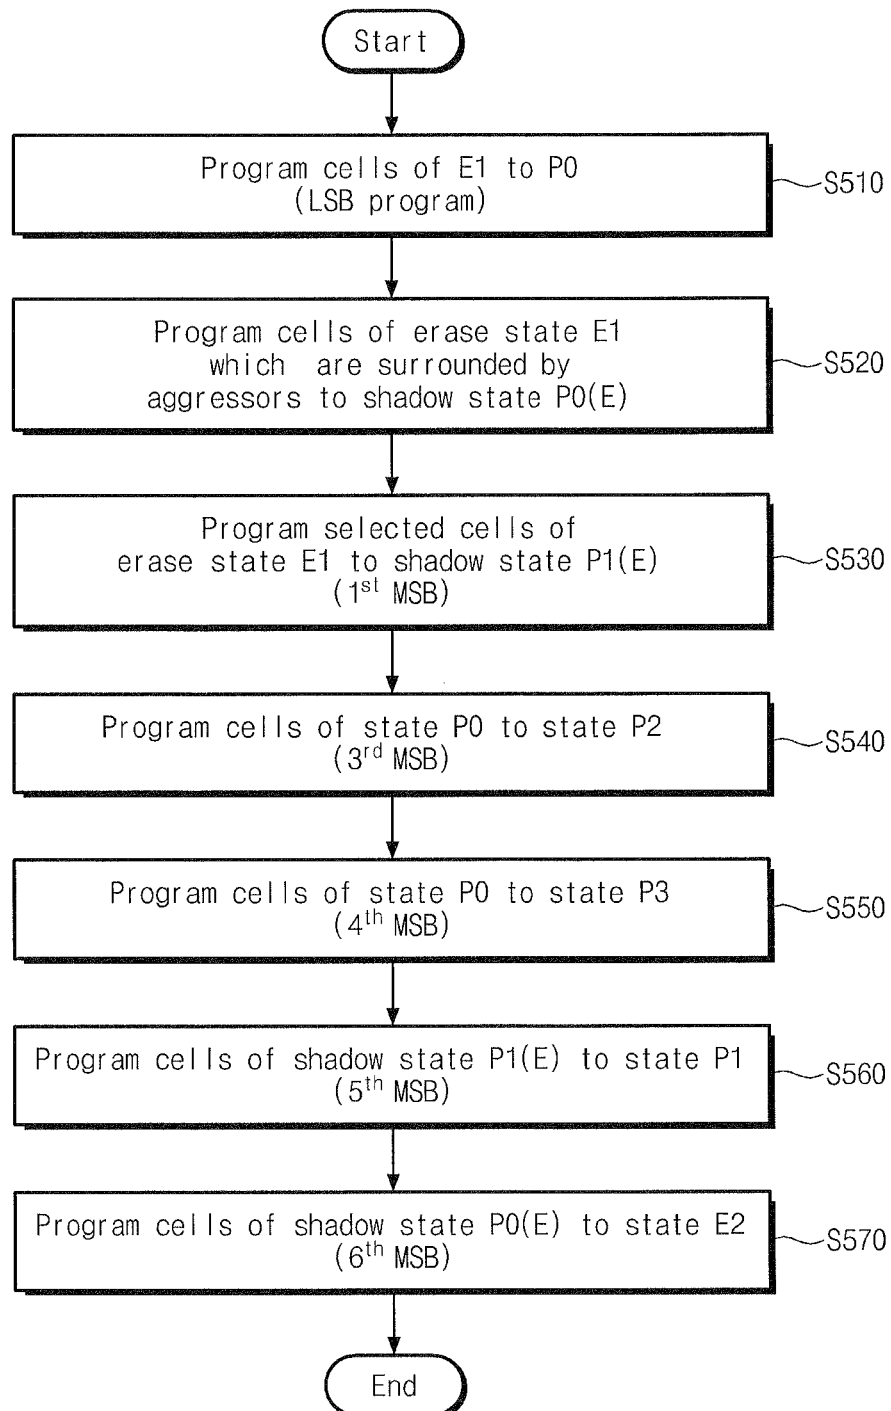 Start
Program cells of E1 to P0
(LSB program)
S510
Program cells of erase state E1
which are surrounded by
aggressors to shadow state P0(E)
S520
Program selected cells of
erase state E1 to shadow state P1(E)
(1st MSB)
S530
Program cells of state P0 to state P2
(3rd MSB)
S540
Program cells of state P0 to state P3
(4th MSB)
S550
Program cells of shadow state P1(E) to state P1
(5th MSB)
S560
Program cells of shadow state P0(E) to state E2
(6th MSB)
S570
End